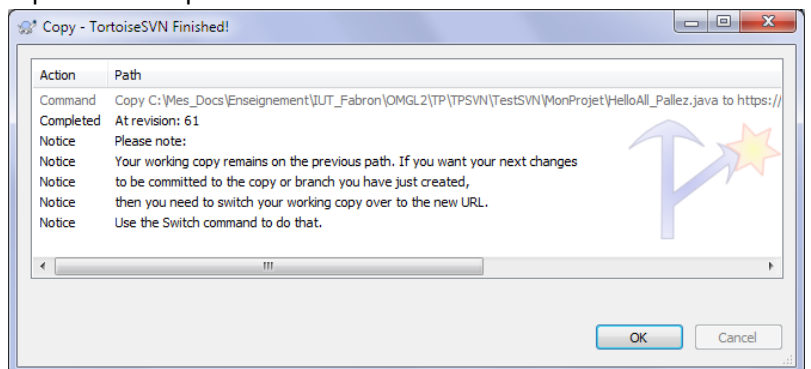 Copy - TortoiseSVN Finished!
Action Path
Command Copy C:\Mes_Docs\Enseignement\IUT_Fabron\OMGL2\TP\TPSVN\TestSVN\MonProjet\HelloAll_Pallez.java to https://
Completed At revision: 61
Notice Please note:
Notice Your working copy remains on the previous path. If you want your next changes
Notice to be committed to the copy or branch you have just created,
Notice then you need to switch your working copy over to the new URL.
Notice Use the Switch command to do that.
OK Cancel